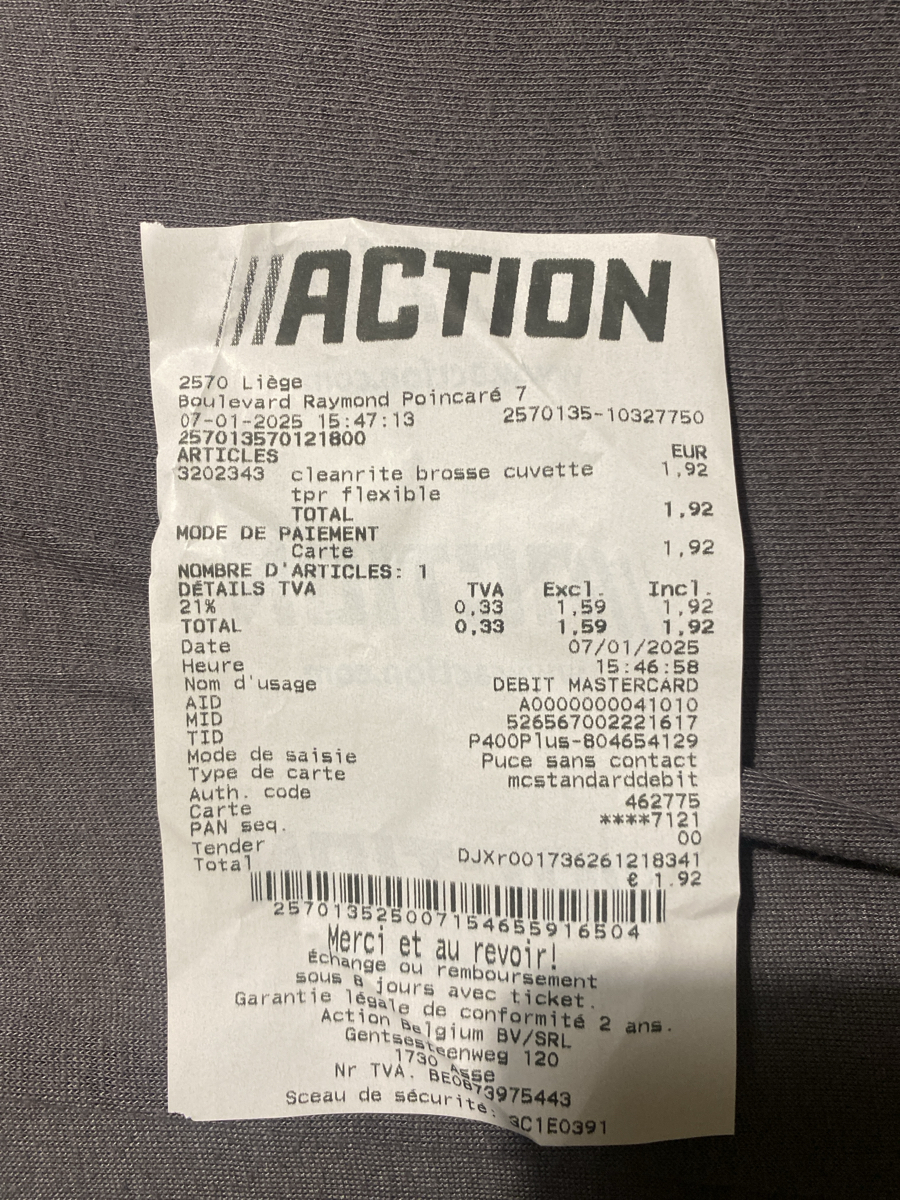 ACTION
2570 Liège
Boulevard Raymond Poincaré 7
07-01-2025 15:47:13 2570135-10327750
257013570121800
ARTICLES EUR
3202343 cleanrite brosse cuvette 1,92
tpr flexible
TOTAL 1,92
MODE DE PAIEMENT
Carte 1,92
NOMBRE D'ARTICLES: 1
DÉTAILS TVA TVA Excl. Incl.
21% 0,33 1,59 1,92
TOTAL 0,33 1,59 1,92
Date 07/01/2025
Heure 15:46:58
Nom d'usage DEBIT MASTERCARD
AID A0000000041010
MID 526567002221617
TID P400Plus-804654129
Mode de saisie Puce sans contact
Type de carte mcstandarddebit
Auth. code 462775
Carte ****7121
PAN seq. 00
Tender DJXr001736261218341
Total € 1.92
2570135250071546559 16504
Merci et au revoir!
Échange ou remboursement
sous 8 jours avec ticket.
Garantie légale de conformité 2 ans.
Action Belgium BV/SRL
Gentsesteenweg 120
1730 Asse
Nr TVA. BE0873975443
Sceau de sécurité: 3C1E0391